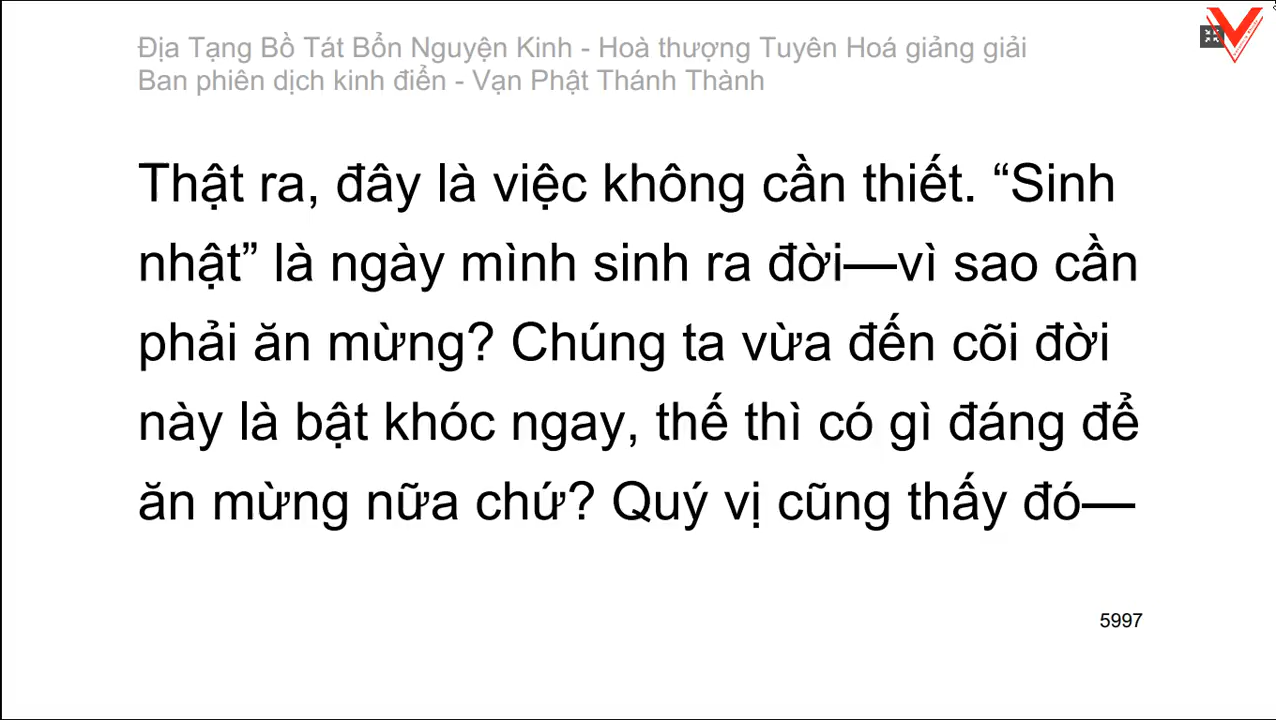 Địa Tạng Bồ Tát Bổn Nguyện Kinh - Hoà thượng Tuyên Hoá giảng giải
Ban phiên dịch kinh điển - Vạn Phật Thánh Thành
Thật ra, đây là việc không cần thiết. “Sinh
nhật” là ngày mình sinh ra đời—vì sao cần
phải ăn mừng? Chúng ta vừa đến cõi đời
này là bật khóc ngay, thế thì có gì đáng để
ăn mừng nữa chứ? Quý vị cũng thấy đó—
5997